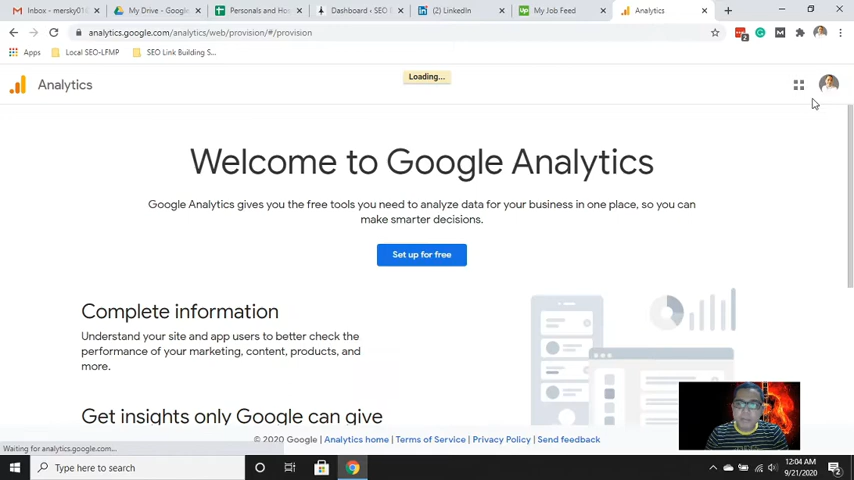 Inbox - mersky01
My Drive - Google
Personals and Ho
Dashboard ‹ SEO
(2) LinkedIn
My Job Feed
Analytics
analytics.google.com/analytics/web/provision/#/provision
Apps
Local SEO-LFMP
SEO Link Building S...
Analytics
Loading...
Welcome to Google Analytics
Google Analytics gives you the free tools you need to analyze data for your business in one place, so you can
make smarter decisions.
Set up for free
Complete information
Understand your site and app users to better check the
performance of your marketing, content, products, and
more.
Get insights only Google can give
© 2020 Google | Analytics home | Terms of Service | Privacy Policy | Send feedback
Waiting for analytics.google.com...
Type here to search
12:04 AM
9/21/2020